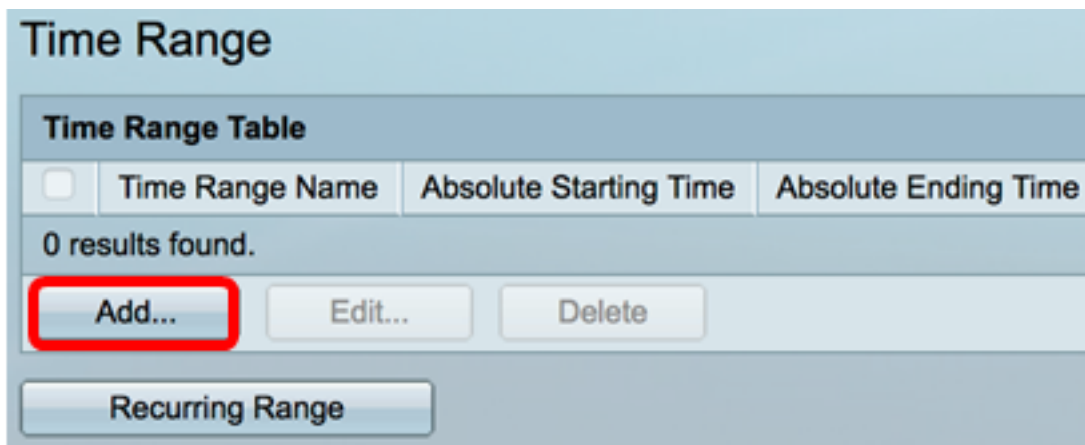 Time Range
Time Range Table
Time Range Name Absolute Starting Time Absolute Ending Time
0 results found.
Add... Edit... Delete
Recurring Range